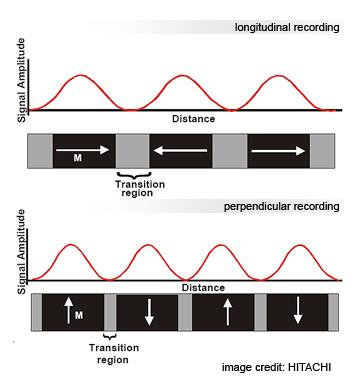 longitudinal recording
Signal Amplitude
Distance
M
Transition
region
perpendicular recording
Signal Amplitude
Distance
M
Transition
region
image credit: HITACHI